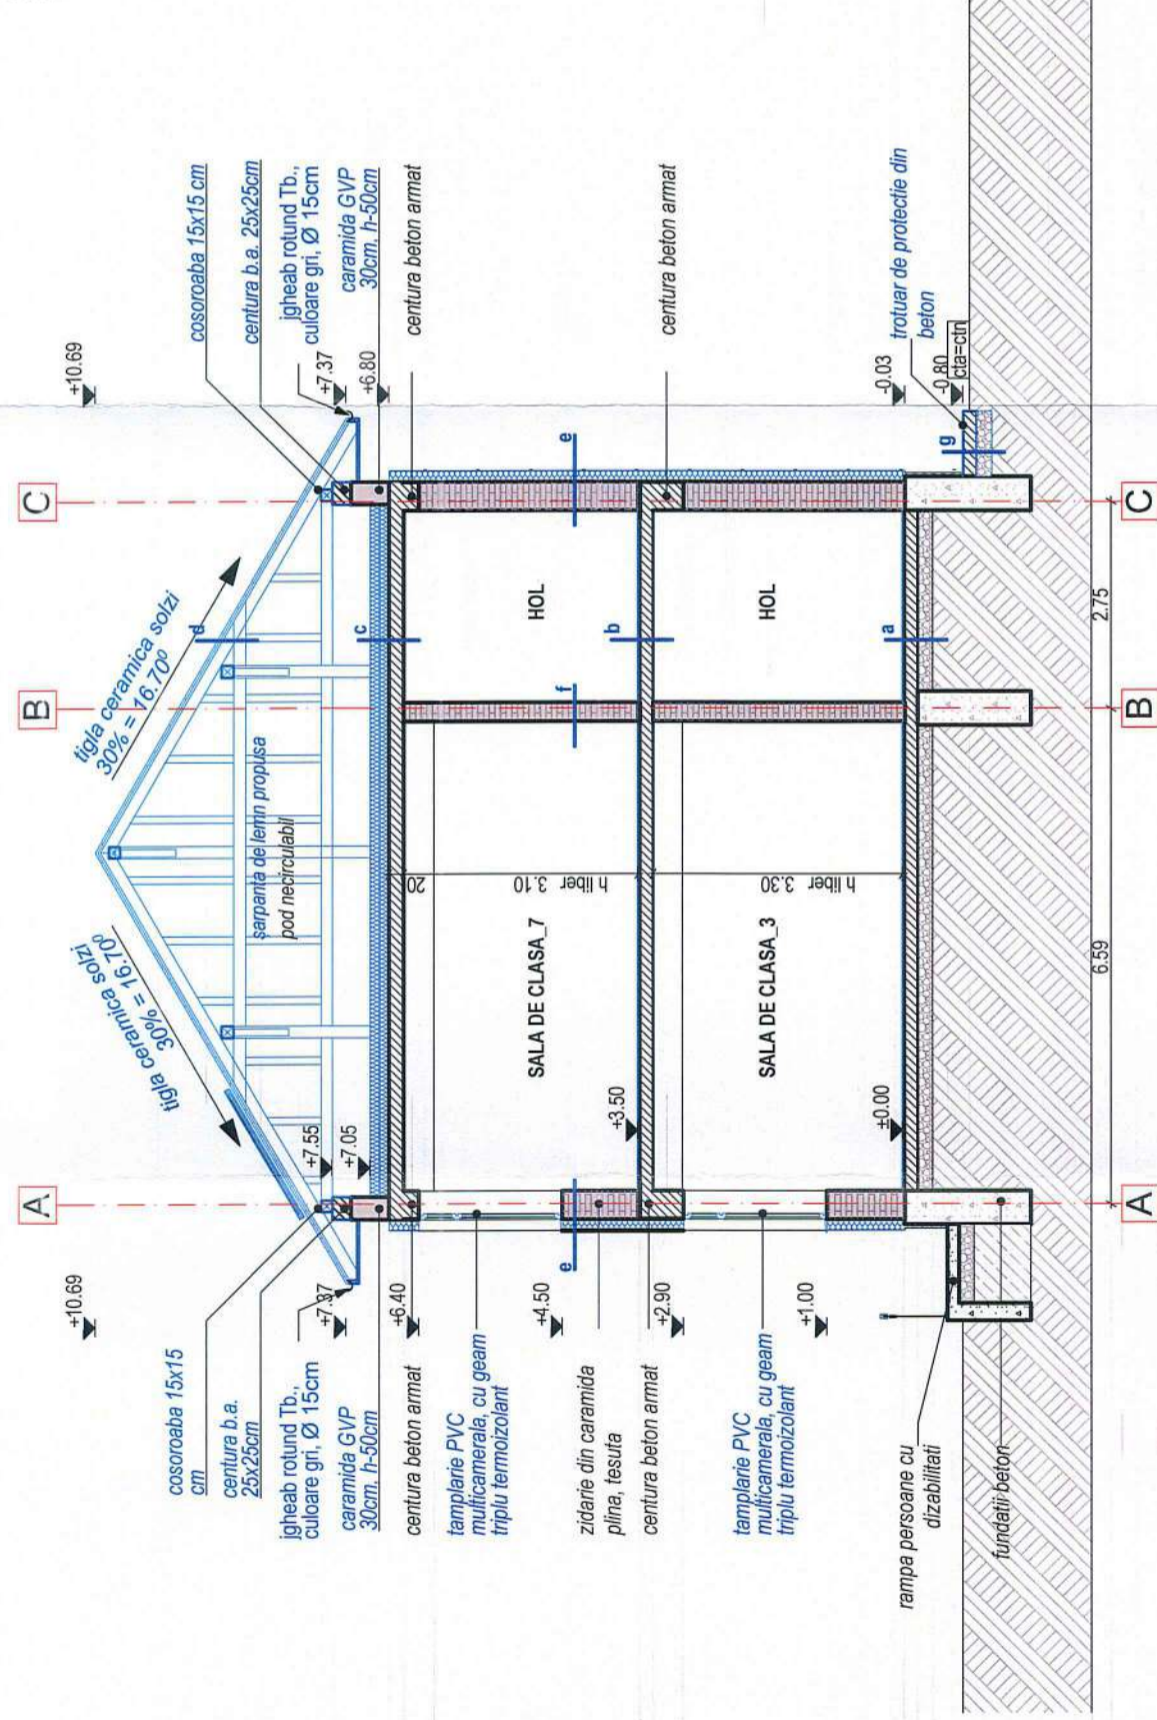 A
B
C
+10.69
+10.69
tigla ceramica solzi
30% = 16.70⁰
tigla ceramica solzi
30% = 16.70⁰
d
cosoroaba 15x15
cm
centura b.a.
25x25cm
jgheab rotund Tb.,
culoare gri, Ø 15cm
caramida GVP
30cm, h-50cm
centura beton armat
tamplarie PVC
multicamerala, cu geam
triplu termoizolant
zidarie din caramida
plina, tesuta
centura beton armat
tamplarie PVC
multicamerala, cu geam
triplu termoizolant
rampa persoane cu
dizabilitati
fundatii beton
+7.37
+6.40
+4.50
+2.90
+1.00
+7.55
+7.05
sarpanta de lemn propusa
pod necirculabil
c
20
h liber 3.10
SALA DE CLASA_7
HOL
e
f
e
+3.50
b
h liber 3.30
SALA DE CLASA_3
HOL
±0.00
a
cosoroaba 15x15 cm
centura b.a. 25x25cm
jgheab rotund Tb.,
culoare gri, Ø 15cm
caramida GVP
30cm, h-50cm
+7.37
+6.80
centura beton armat
centura beton armat
trotuar de protectie din
beton
-0.03
-0.80
cta=ctn
g
6.59
2.75
A
B
C